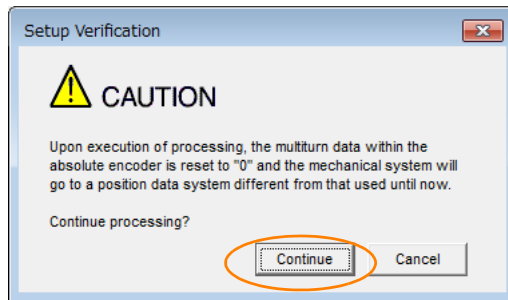 Setup Verification
CAUTION
Upon execution of processing, the multiturn data within the
absolute encoder is reset to "0" and the mechanical system will
go to a position data system different from that used until now.
Continue processing?
Continue
Cancel